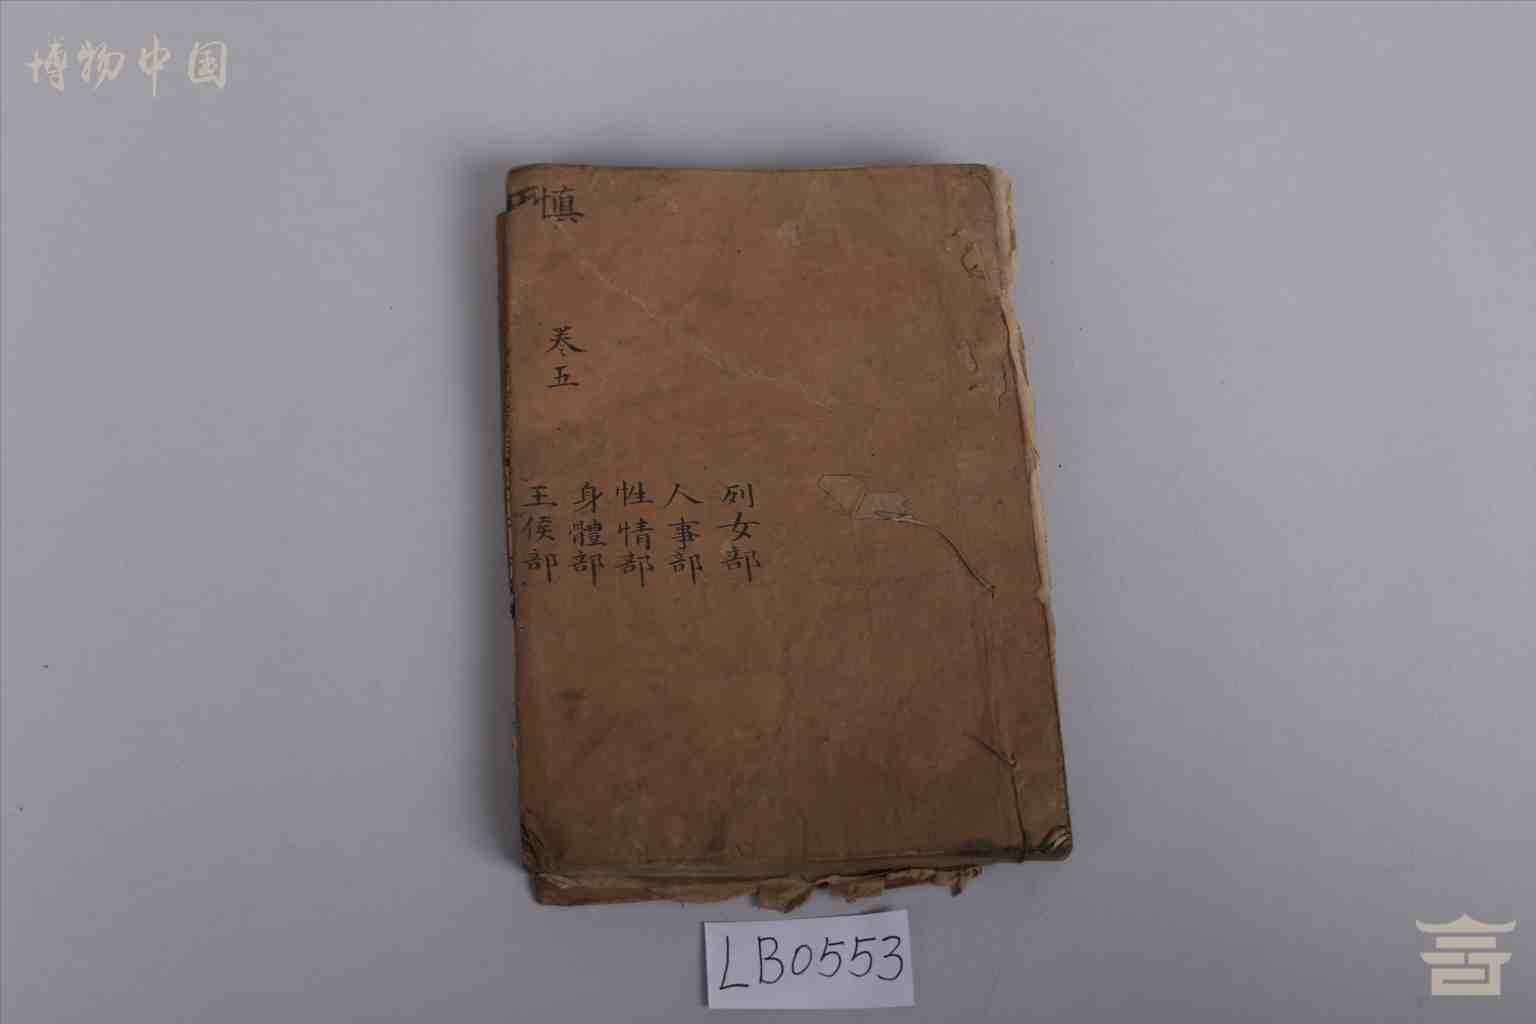 博物中国
慎
卷五
列女部
人事部
性情部
身體部
王侯部
LB0553